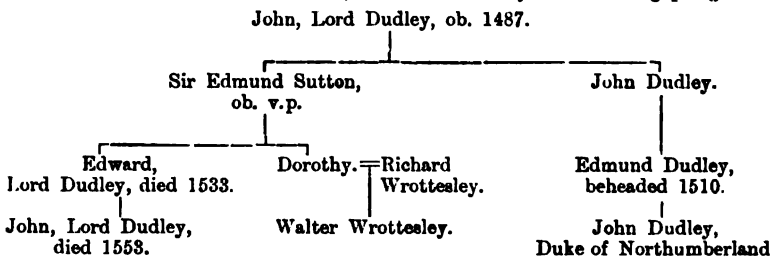 John, Lord Dudley, ob. 1487.
Sir Edmund Sutton,
ob. v.p.
John Dudley.
Edward,
Lord Dudley, died 1533.
Dorothy.=Richard
Wrottesley.
Edmund Dudley,
beheaded 1510.
John, Lord Dudley,
died 1553.
Walter Wrottesley.
John Dudley,
Duke of Northumberland